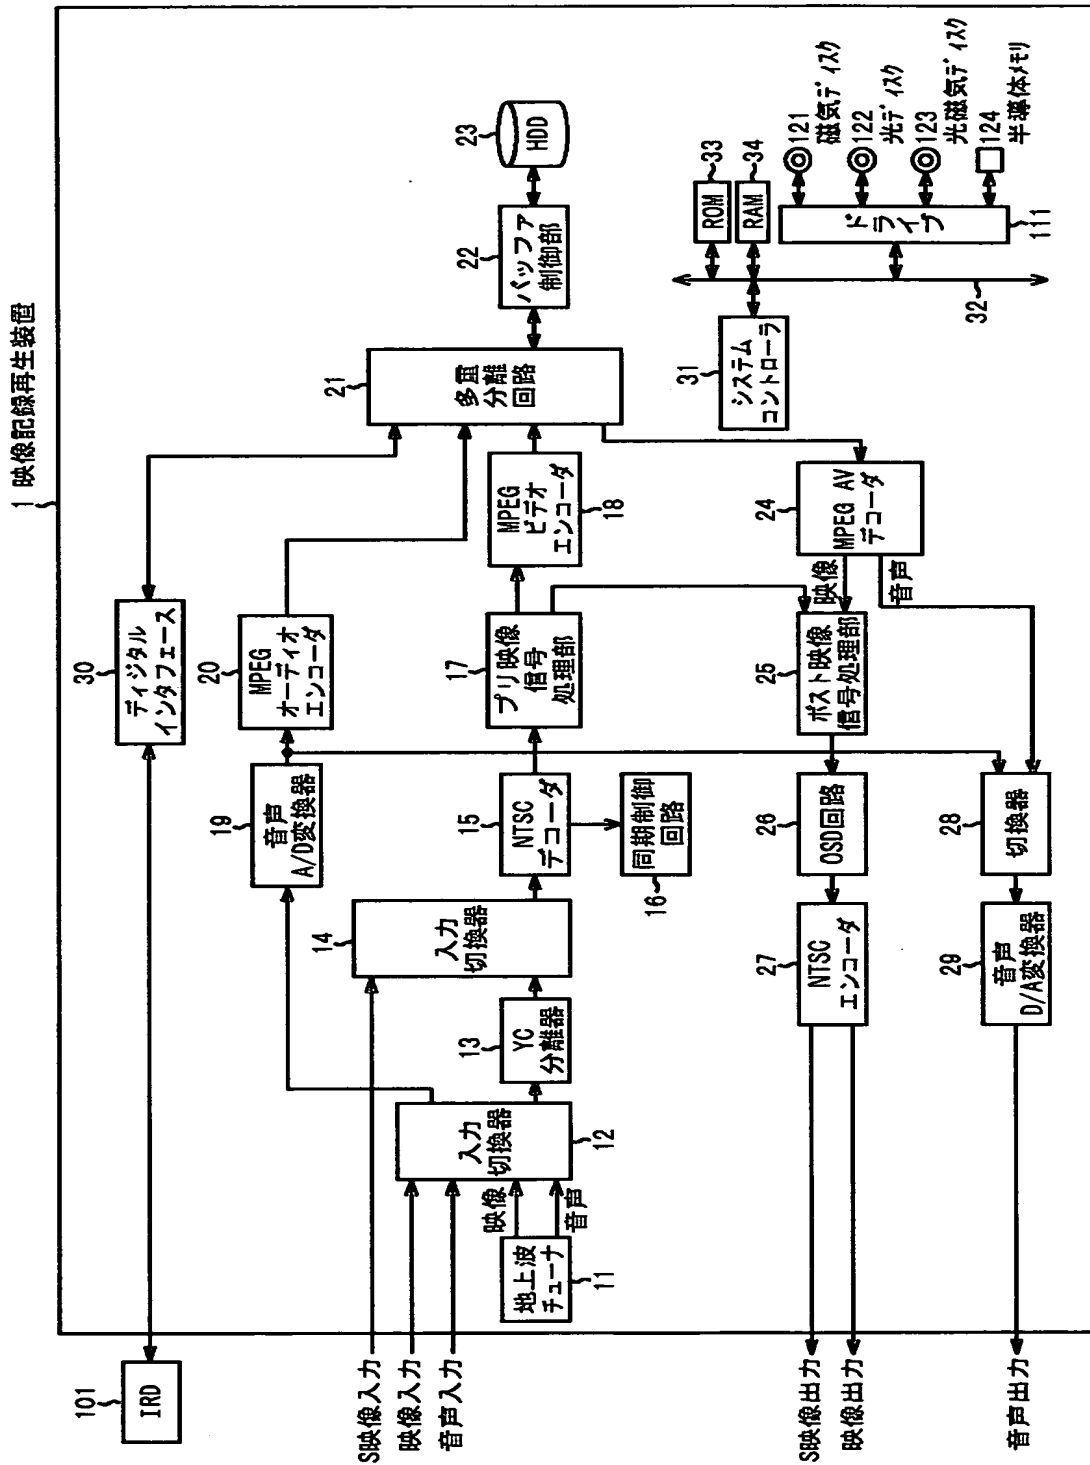 1 映像記録再生装置
101
IRD
30
ディジタル
インタフェース
19
音声
A/D変換器
20
MPEG
オーディオ
エンコーダ
S映像入力
映像入力
音声入力
地上波
チューナ
11
映像
音声
入力
切換器
12
13
YC
分離器
14
入力
切換器
15
NTSC
デコーダ
同期制御
回路
16
17
プリ映像
信号
処理部
MPEG
ビデオ
エンコーダ
18
21
多重
分離
回路
22
バッファ
制御部
23
HDD
S映像出力
映像出力
27
NTSC
エンコーダ
26
OSD回路
25
ポスト映像
信号処理部
映像
音声
24
MPEG AV
デコーダ
音声出力
29
音声
D/A変換器
28
切換器
31
システム
コントローラ
32
ROM
33
RAM
34
ドライブ
111
121
磁気ディスク
122
光ディスク
123
光磁気ディスク
124
半導体メモリ